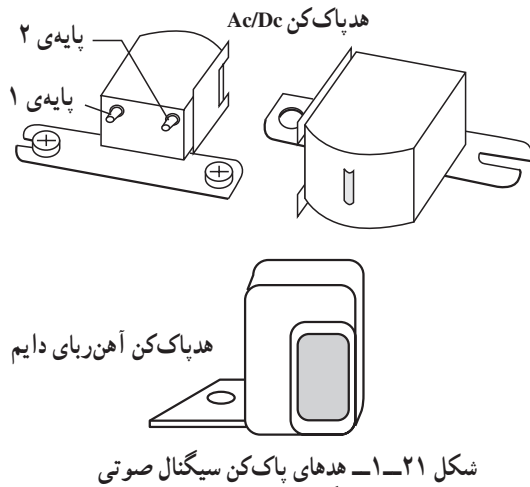 هدپاک‌کن Ac/Dc
پایه‌ی ۲
پایه‌ی ۱
هدپاک‌کن آهن‌ربای دایم
شکل ۲۱ــ۱ــ هدهای پاک‌کن سیگنال صوتی